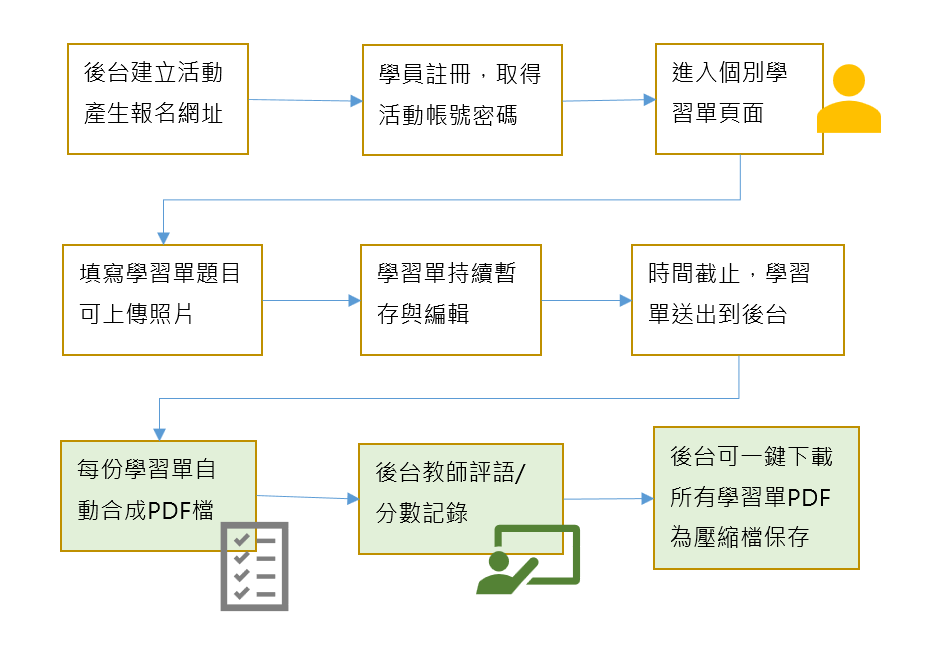 後台建立活動
產生報名網址
學員註冊，取得
活動帳號密碼
進入個別學
習單頁面
填寫學習單題目
可上傳照片
學習單持續暫
存與編輯
時間截止，學習
單送出到後台
每份學習單自
動合成PDF檔
後台教師評語/
分數記錄
後台可一鍵下載
所有學習單PDF
為壓縮檔保存